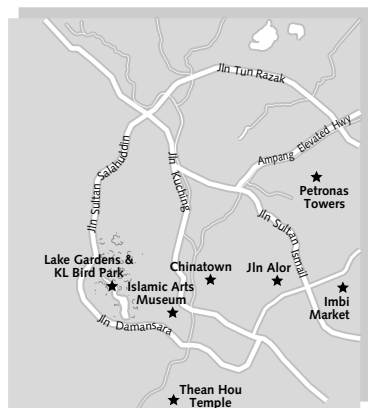 Jln Tun Razak
Ampang Elevated Hwy
Jln Sultan Salahuddin
Jln Kuching
Petronas
Towers
Jln Sultan Ismail
Lake Gardens &
KL Bird Park
Chinatown
Jln Alor
Islamic Arts
Museum
Imbi
Market
Jln Damansara
Thean Hou
Temple